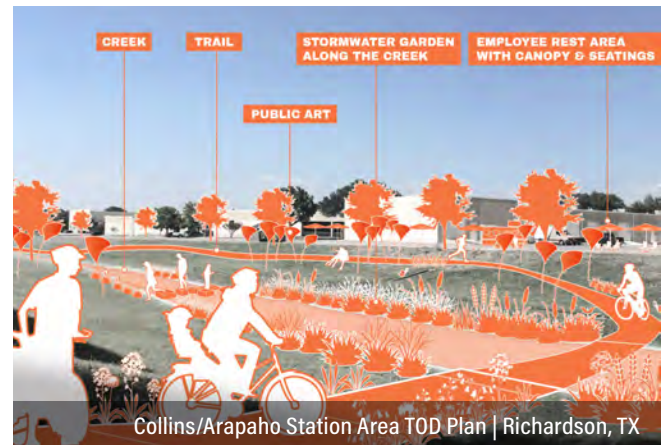 CREEK
TRAIL
STORMWATER GARDEN
ALONG THE CREEK
EMPLOYEE REST AREA
WITH CANOPY & SEATINGS
PUBLIC ART
Collins/Arapaho Station Area TOD Plan | Richardson, TX